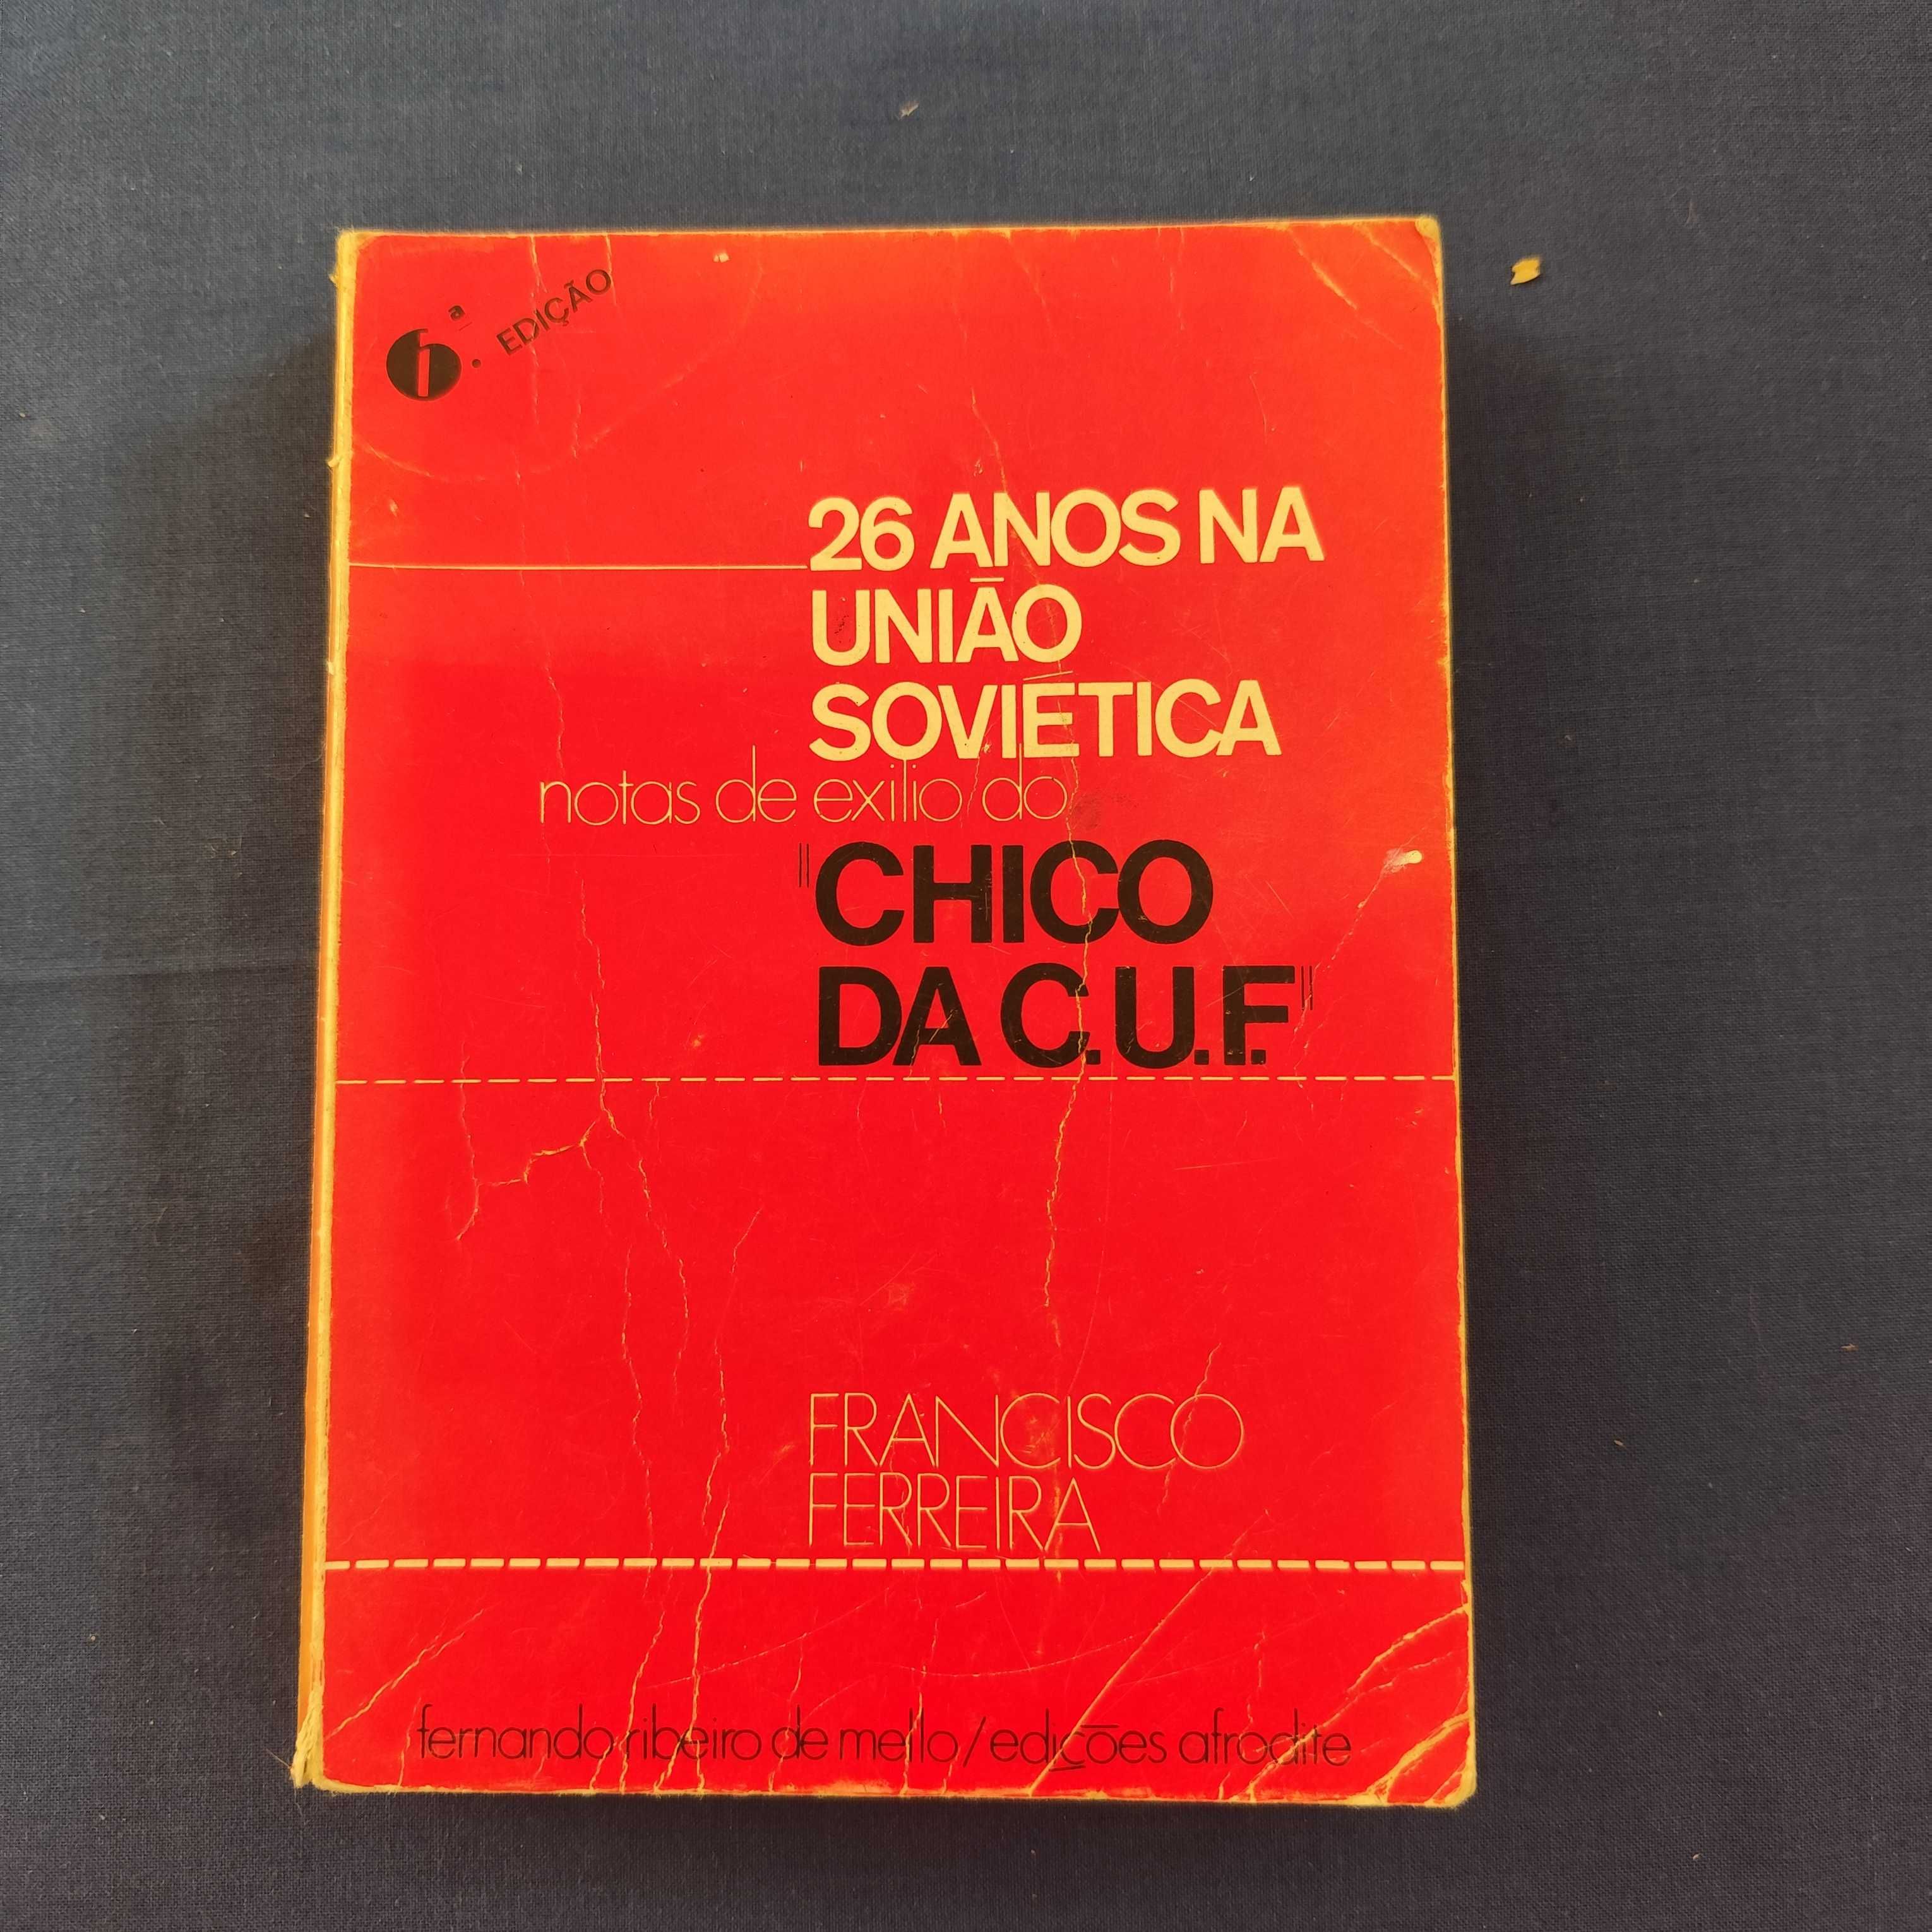 6.ª EDIÇÃO
26 ANOS NA
UNIÃO
SOVIÉTICA
notas de exílio do
"CHICO
DA C.U.F."
FRANCISCO
FERREIRA
fernando ribeiro de mello/edições afrodite